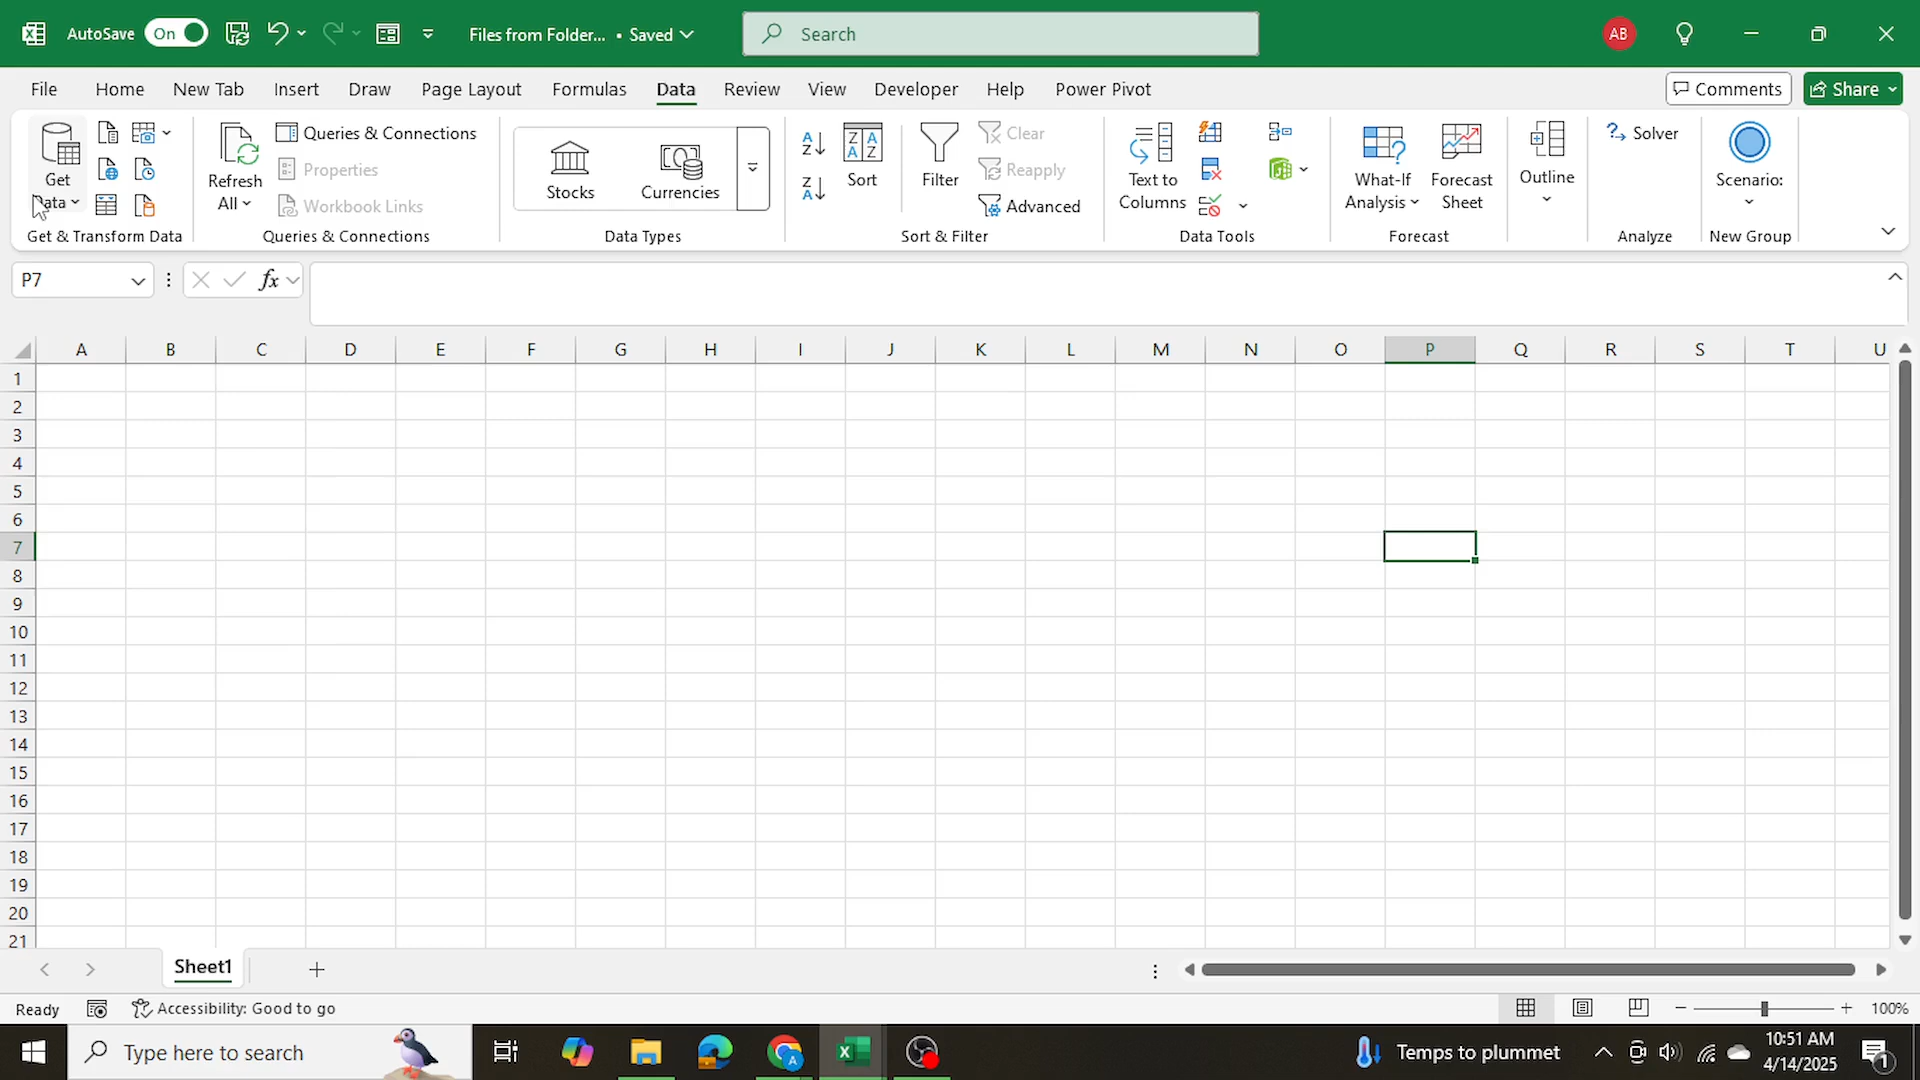 AutoSave On Files from Folder... • Saved Search AB
File Home New Tab Insert Draw Page Layout Formulas Data Review View Developer Help Power Pivot Comments Share
Get Data
Refresh All
Queries & Connections
Properties
Workbook Links
Stocks
Currencies
Sort
Filter
Clear
Reapply
Advanced
Text to Columns
What-If Analysis
Forecast Sheet
Outline
Solver
Scenario:
Get & Transform Data Queries & Connections Data Types Sort & Filter Data Tools Forecast Analyze New Group
P7 fx
A B C D E F G H I J K L M N O P Q R S T U
1
2
3
4
5
6
7
8
9
10
11
12
13
14
15
16
17
18
19
20
21
Sheet1
Ready Accessibility: Good to go 100%
Type here to search Temps to plummet 10:51 AM
4/14/2025 1